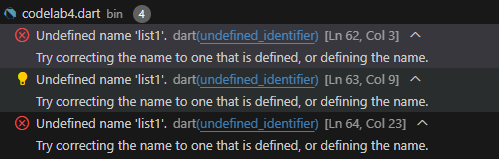 codelab4.dart bin 4
Undefined name 'list1'. dart(undefined_identifier) [Ln 62, Col 3]
Try correcting the name to one that is defined, or defining the name.
Undefined name 'list1'. dart(undefined_identifier) [Ln 63, Col 9]
Try correcting the name to one that is defined, or defining the name.
Undefined name 'list1'. dart(undefined_identifier) [Ln 64, Col 23]
Try correcting the name to one that is defined, or defining the name.